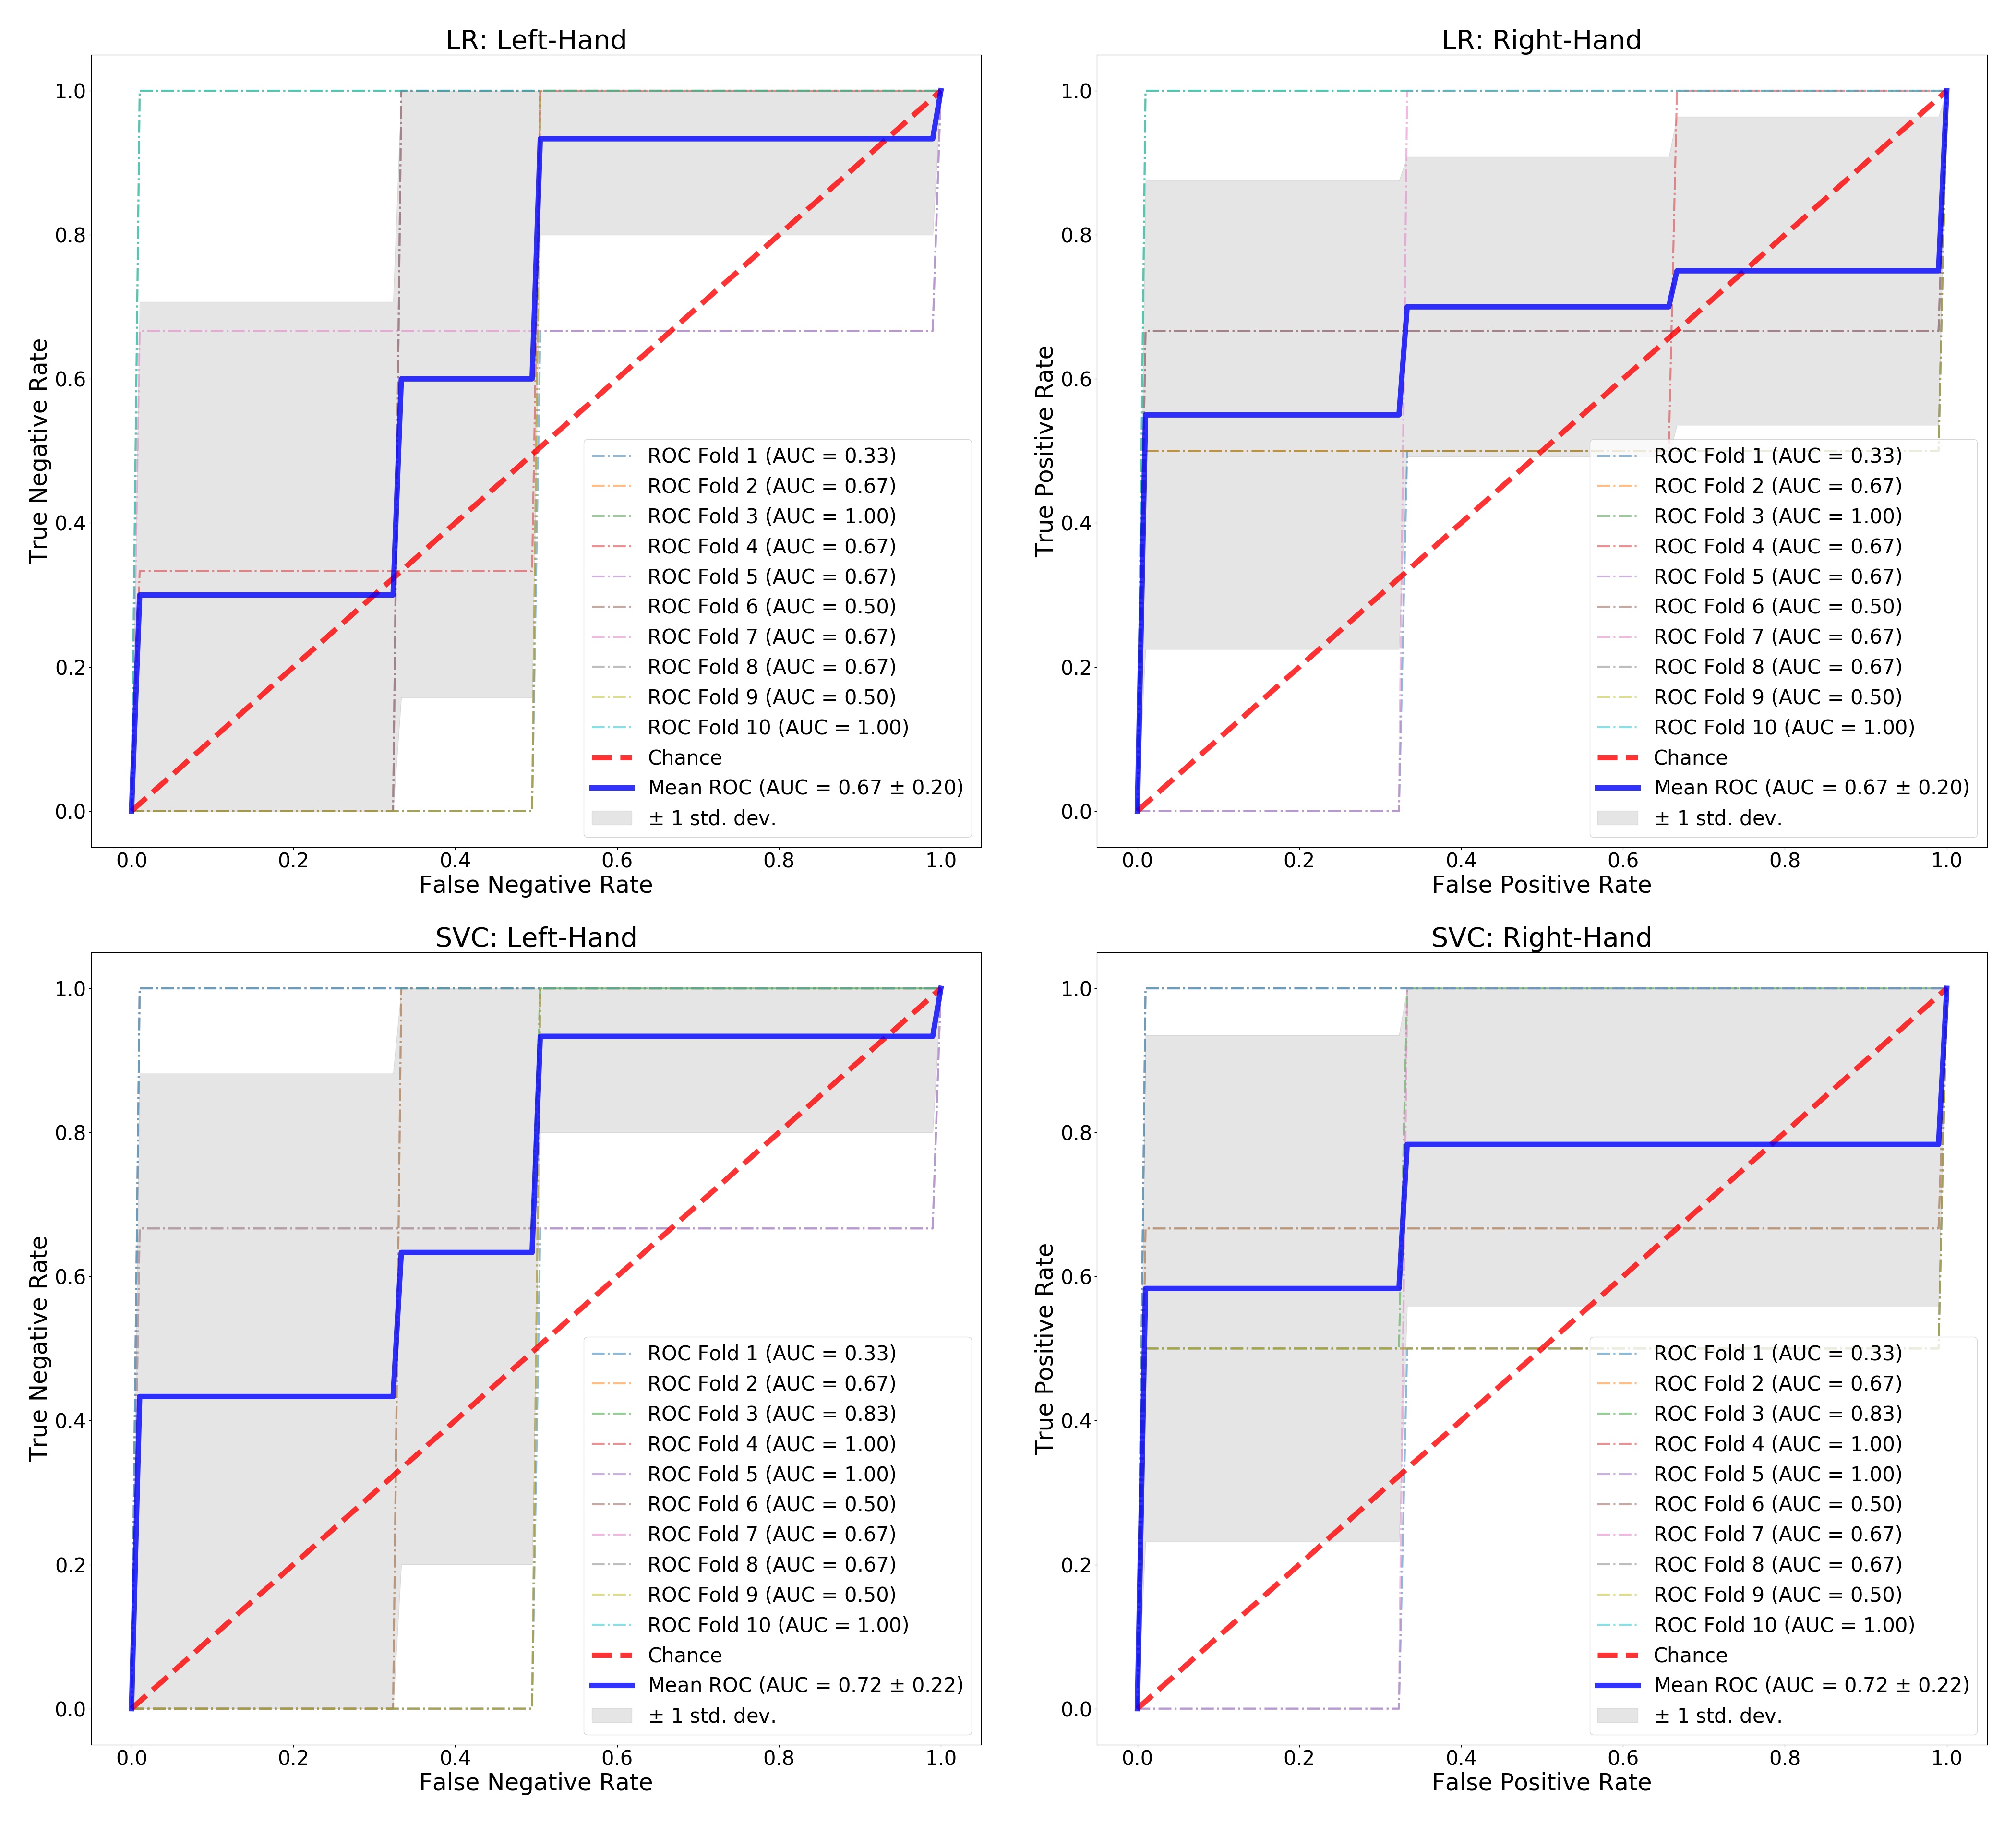 LR: Left-Hand
1.0
0.8
0.6
0.4
0.2
0.0
True Negative Rate
ROC Fold 1 (AUC = 0.33)
ROC Fold 2 (AUC = 0.67)
ROC Fold 3 (AUC = 1.00)
ROC Fold 4 (AUC = 0.67)
ROC Fold 5 (AUC = 0.67)
ROC Fold 6 (AUC = 0.50)
ROC Fold 7 (AUC = 0.67)
ROC Fold 8 (AUC = 0.67)
ROC Fold 9 (AUC = 0.50)
ROC Fold 10 (AUC = 1.00)
Chance
Mean ROC (AUC = 0.67 ± 0.20)
± 1 std. dev.
0.0 0.2 0.4 0.6 0.8 1.0
False Negative Rate
LR: Right-Hand
1.0
0.8
0.6
0.4
0.2
0.0
True Positive Rate
ROC Fold 1 (AUC = 0.33)
ROC Fold 2 (AUC = 0.67)
ROC Fold 3 (AUC = 1.00)
ROC Fold 4 (AUC = 0.67)
ROC Fold 5 (AUC = 0.67)
ROC Fold 6 (AUC = 0.50)
ROC Fold 7 (AUC = 0.67)
ROC Fold 8 (AUC = 0.67)
ROC Fold 9 (AUC = 0.50)
ROC Fold 10 (AUC = 1.00)
Chance
Mean ROC (AUC = 0.67 ± 0.20)
± 1 std. dev.
0.0 0.2 0.4 0.6 0.8 1.0
False Positive Rate
SVC: Left-Hand
1.0
0.8
0.6
0.4
0.2
0.0
True Negative Rate
ROC Fold 1 (AUC = 0.33)
ROC Fold 2 (AUC = 0.67)
ROC Fold 3 (AUC = 0.83)
ROC Fold 4 (AUC = 1.00)
ROC Fold 5 (AUC = 1.00)
ROC Fold 6 (AUC = 0.50)
ROC Fold 7 (AUC = 0.67)
ROC Fold 8 (AUC = 0.67)
ROC Fold 9 (AUC = 0.50)
ROC Fold 10 (AUC = 1.00)
Chance
Mean ROC (AUC = 0.72 ± 0.22)
± 1 std. dev.
0.0 0.2 0.4 0.6 0.8 1.0
False Negative Rate
SVC: Right-Hand
1.0
0.8
0.6
0.4
0.2
0.0
True Positive Rate
ROC Fold 1 (AUC = 0.33)
ROC Fold 2 (AUC = 0.67)
ROC Fold 3 (AUC = 0.83)
ROC Fold 4 (AUC = 1.00)
ROC Fold 5 (AUC = 1.00)
ROC Fold 6 (AUC = 0.50)
ROC Fold 7 (AUC = 0.67)
ROC Fold 8 (AUC = 0.67)
ROC Fold 9 (AUC = 0.50)
ROC Fold 10 (AUC = 1.00)
Chance
Mean ROC (AUC = 0.72 ± 0.22)
± 1 std. dev.
0.0 0.2 0.4 0.6 0.8 1.0
False Positive Rate